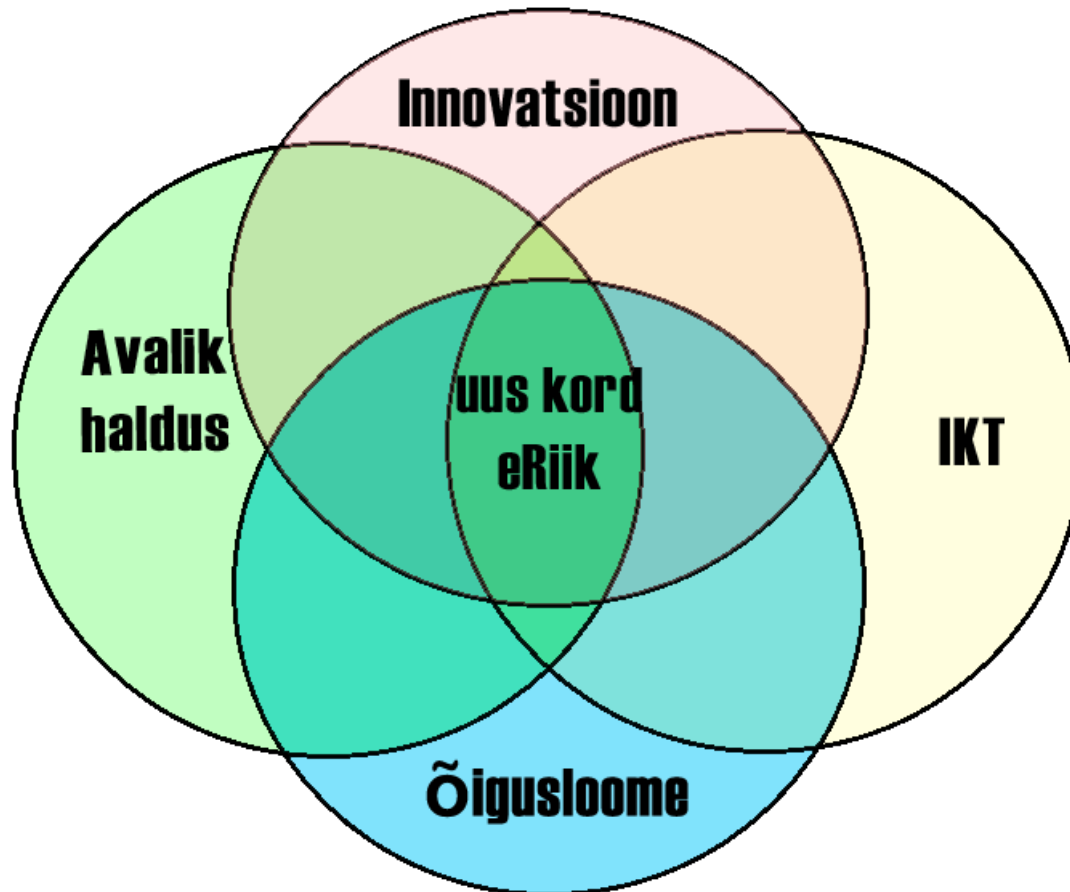 Innovatsioon
Avalik
haldus
uus kord
eRiik
IKT
Õigusloome